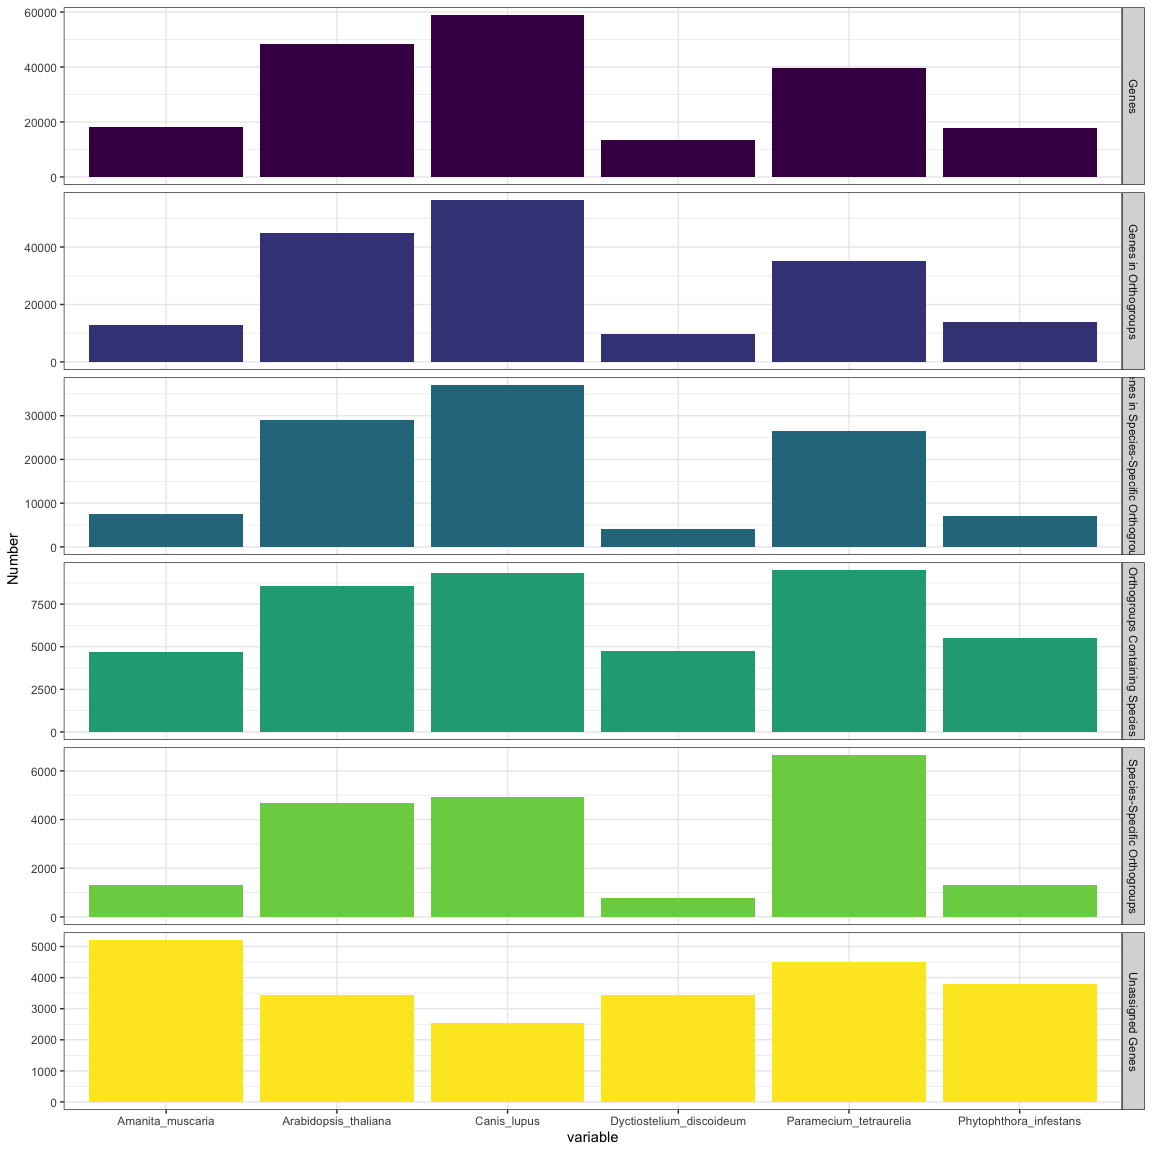 60000
40000
20000
0
Genes
40000
20000
0
Genes in Orthogroups
30000
20000
10000
0
in Species-Specific
7500
5000
2500
0
Orthogroups Containing Species
6000
4000
2000
0
Species-Specific Orthogroups
5000
4000
3000
2000
1000
0
Unassigned Genes
Number
Amanita_muscaria Arabidopsis_thaliana Canis_lupus Dyctiostelium_discoideum Paramecium_tetraurelia Phytophthora_infestans
variable